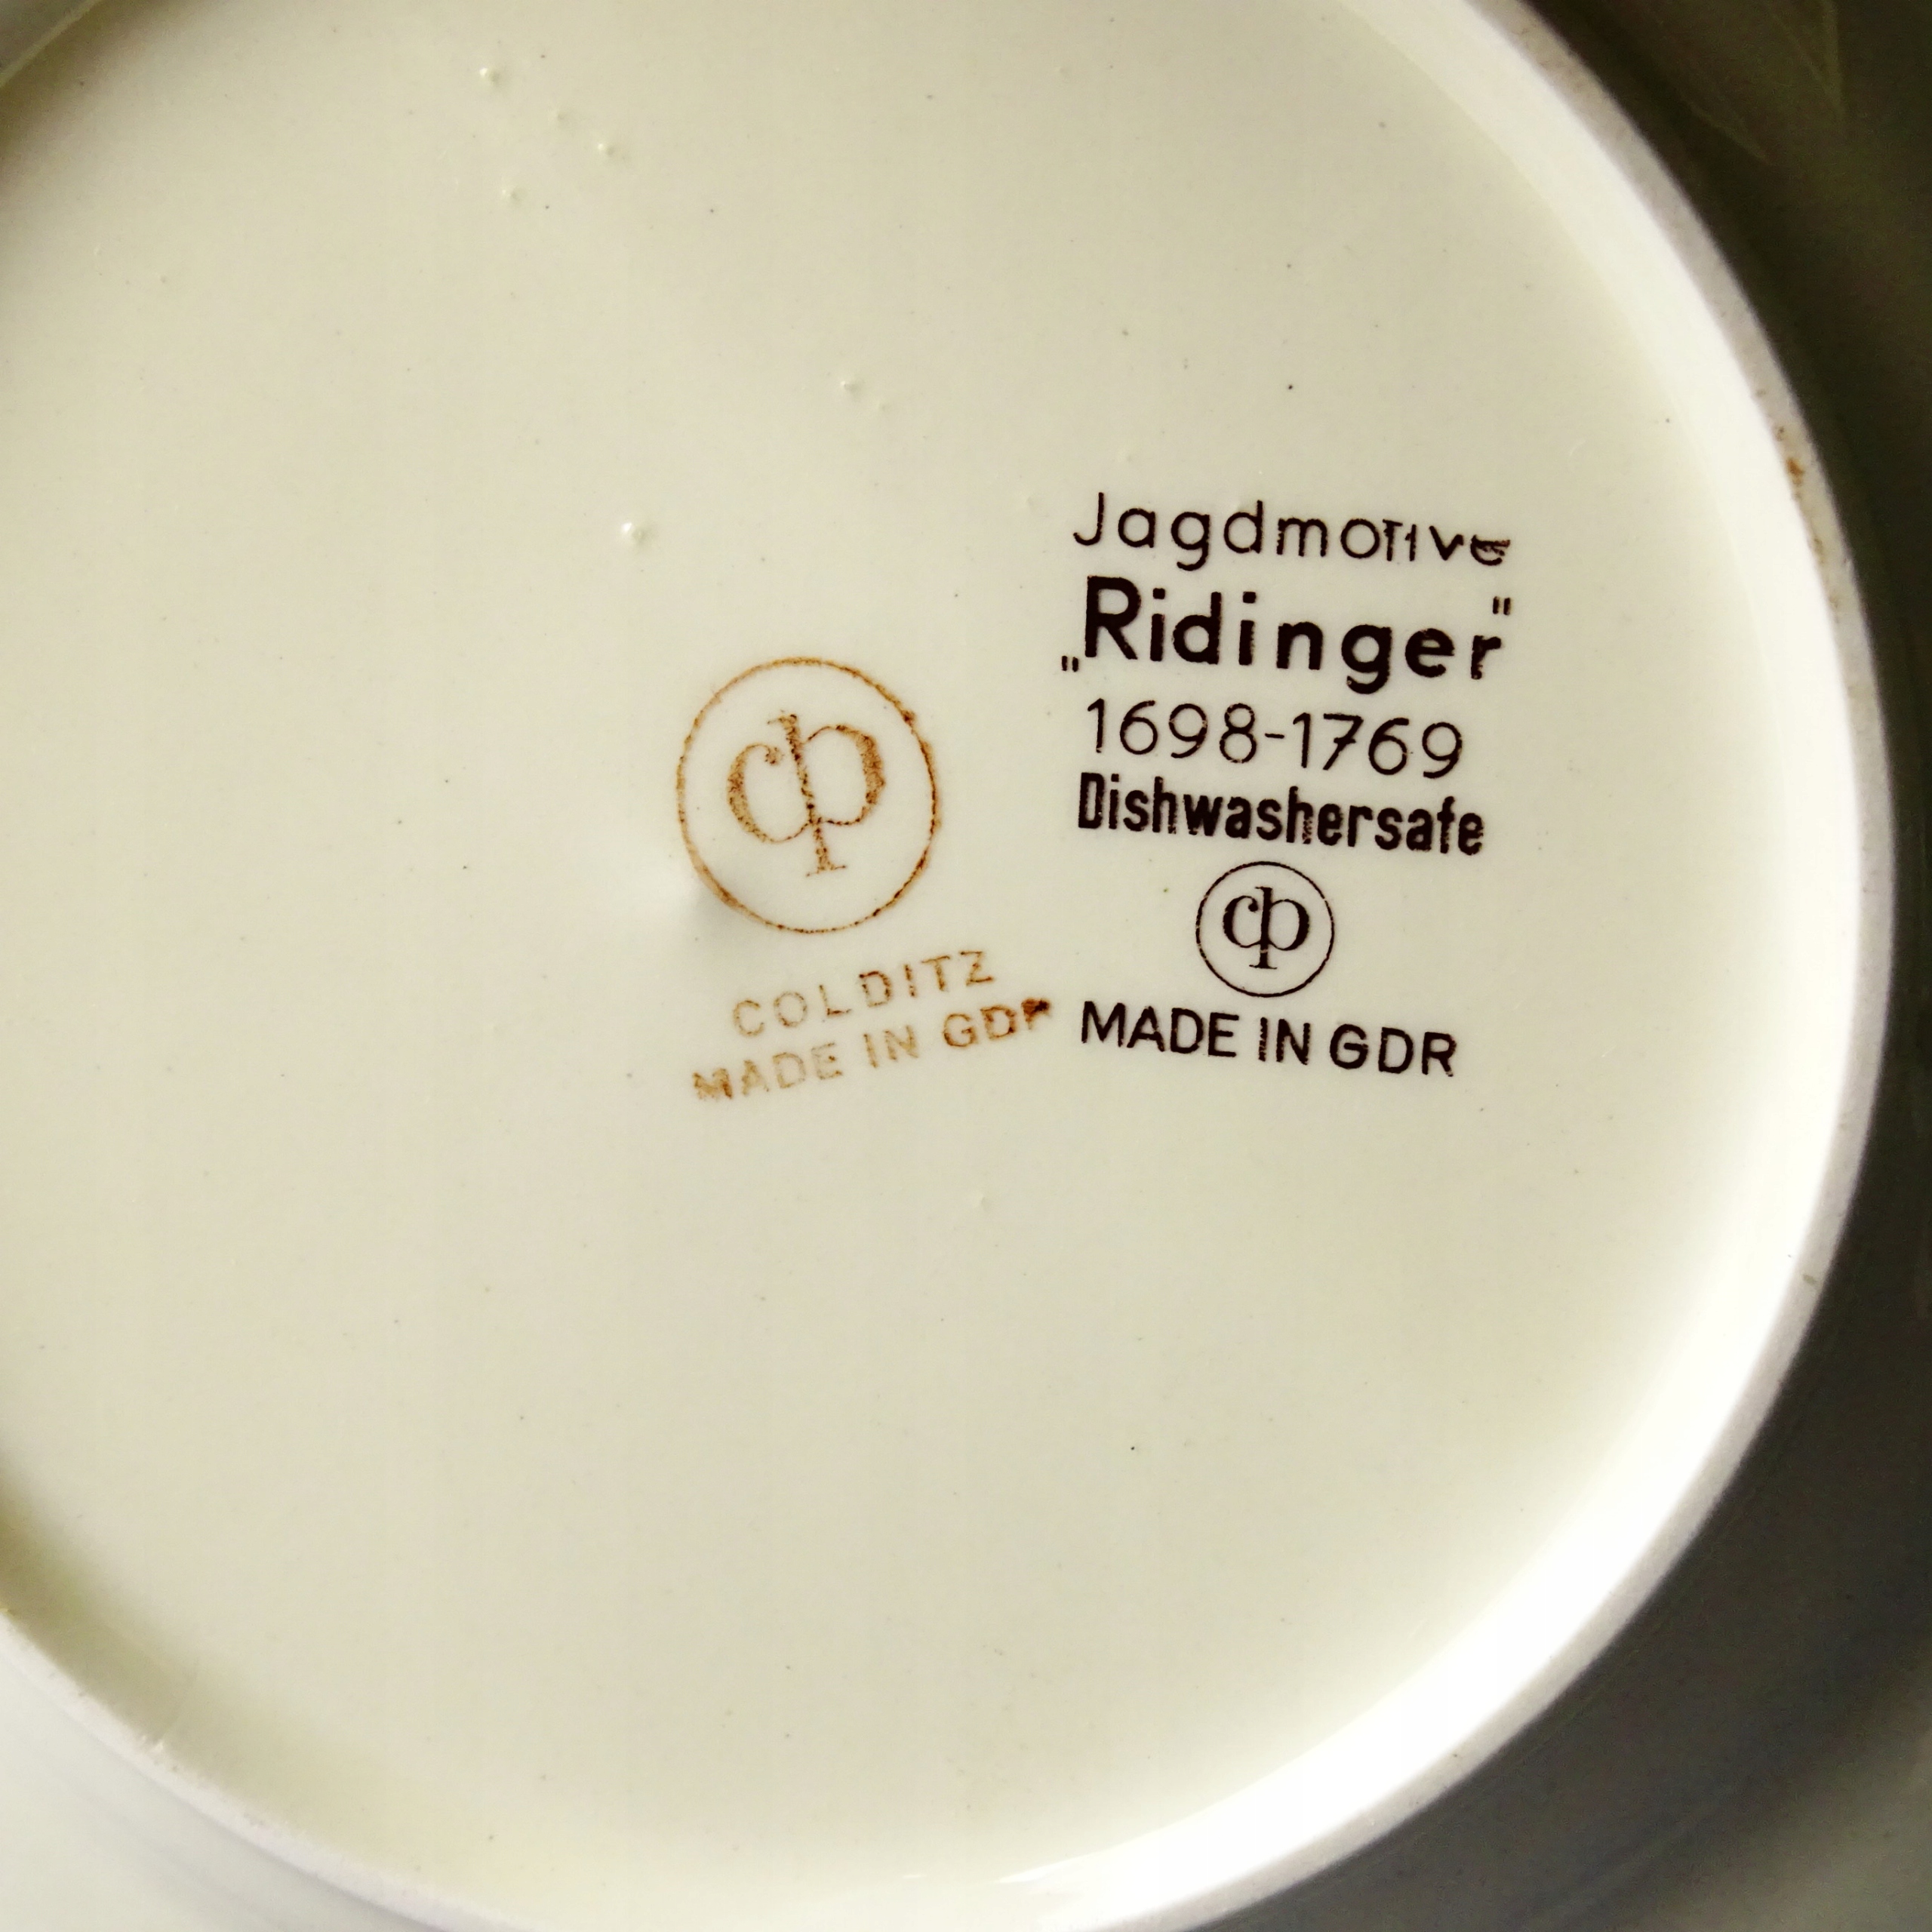 Jagdmotive
„Ridinger"
1698-1769
Dishwashersafe
cp
MADE IN GDR
cp
COLDITZ
MADE IN GDR